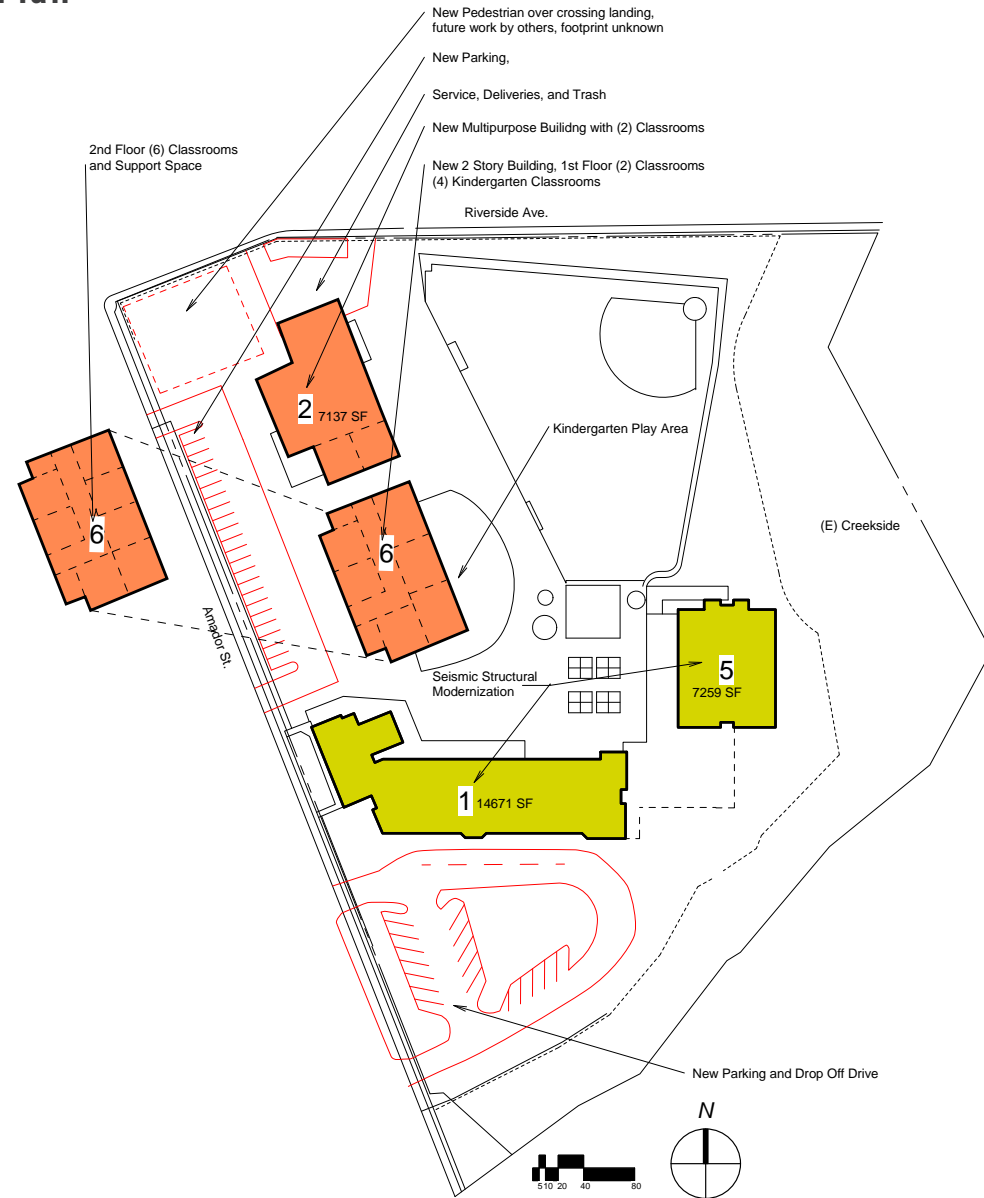 New Pedestrian over crossing landing,
future work by others, footprint unknown
New Parking,
Service, Deliveries, and Trash
New Multipurpose Builidng with (2) Classrooms
2nd Floor (6) Classrooms
and Support Space
New 2 Story Building, 1st Floor (2) Classrooms
(4) Kindergarten Classrooms
Riverside Ave.
2 7137 SF
Kindergarten Play Area
(E) Creekside
6
6
Amador St.
Seismic Structural
Modernization
5
7259 SF
1 14671 SF
New Parking and Drop Off Drive
N
5 10 20 40 80